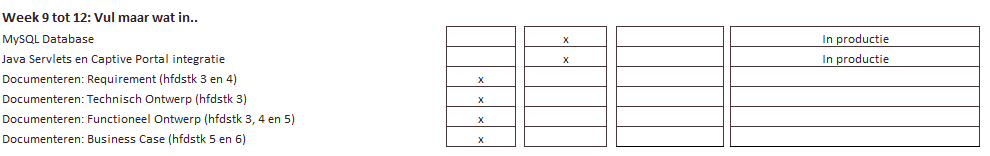 Week 9 tot 12: Vul maar wat in..
MySQL Database x In productie
Java Servlets en Captive Portal integratie x In productie
Documenteren: Requirement (hfdstk 3 en 4) x
Documenteren: Technisch Ontwerp (hfdstk 3) x
Documenteren: Functioneel Ontwerp (hfdstk 3, 4 en 5) x
Documenteren: Business Case (hfdstk 5 en 6) x